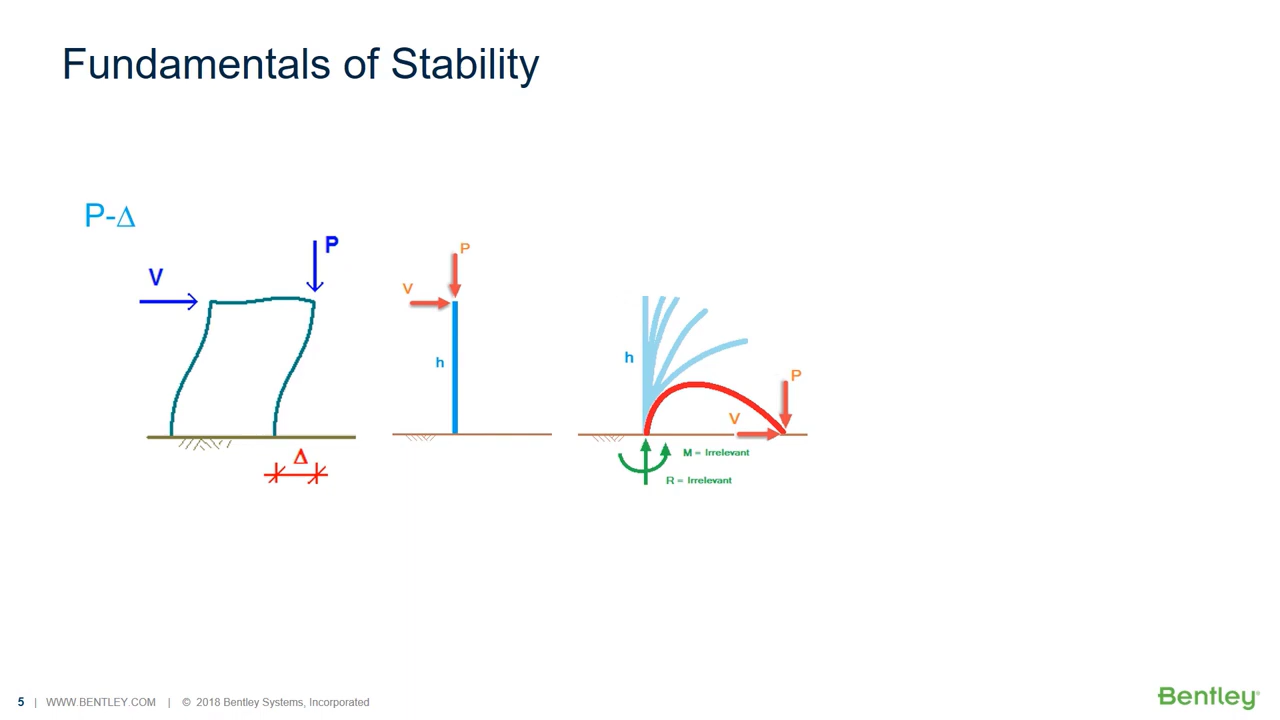 Fundamentals of Stability
P-Δ
V
P
Δ
P
V
h
h
P
V
M = Irrelevant
R = Irrelevant
5 | WWW.BENTLEY.COM | © 2018 Bentley Systems, Incorporated
Bentley®